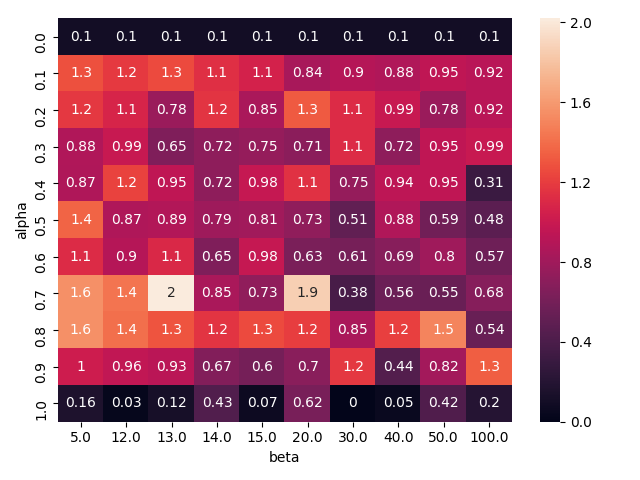 0.0 0.1 0.1 0.1 0.1 0.1 0.1 0.1 0.1 0.1 0.1
0.1 1.3 1.2 1.3 1.1 1.1 0.84 0.9 0.88 0.95 0.92
0.2 1.2 1.1 0.78 1.2 0.85 1.3 1.1 0.99 0.78 0.92
0.3 0.88 0.99 0.65 0.72 0.75 0.71 1.1 0.72 0.95 0.99
0.4 0.87 1.2 0.95 0.72 0.98 1.1 0.75 0.94 0.95 0.31
0.5 1.4 0.87 0.89 0.79 0.81 0.73 0.51 0.88 0.59 0.48
0.6 1.1 0.9 1.1 0.65 0.98 0.63 0.61 0.69 0.8 0.57
0.7 1.6 1.4 2 0.85 0.73 1.9 0.38 0.56 0.55 0.68
0.8 1.6 1.4 1.3 1.2 1.3 1.2 0.85 1.2 1.5 0.54
0.9 1 0.96 0.93 0.67 0.6 0.7 1.2 0.44 0.82 1.3
1.0 0.16 0.03 0.12 0.43 0.07 0.62 0 0.05 0.42 0.2
5.0 12.0 13.0 14.0 15.0 20.0 30.0 40.0 50.0 100.0
beta
alpha
2.0
1.6
1.2
0.8
0.4
0.0